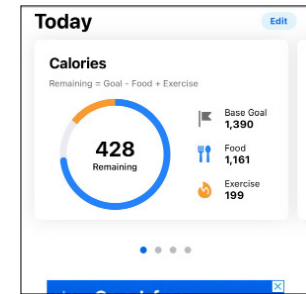 Today
Edit
Calories
Remaining = Goal - Food + Exercise
428
Remaining
Base Goal
1,390
Food
1,161
Exercise
199